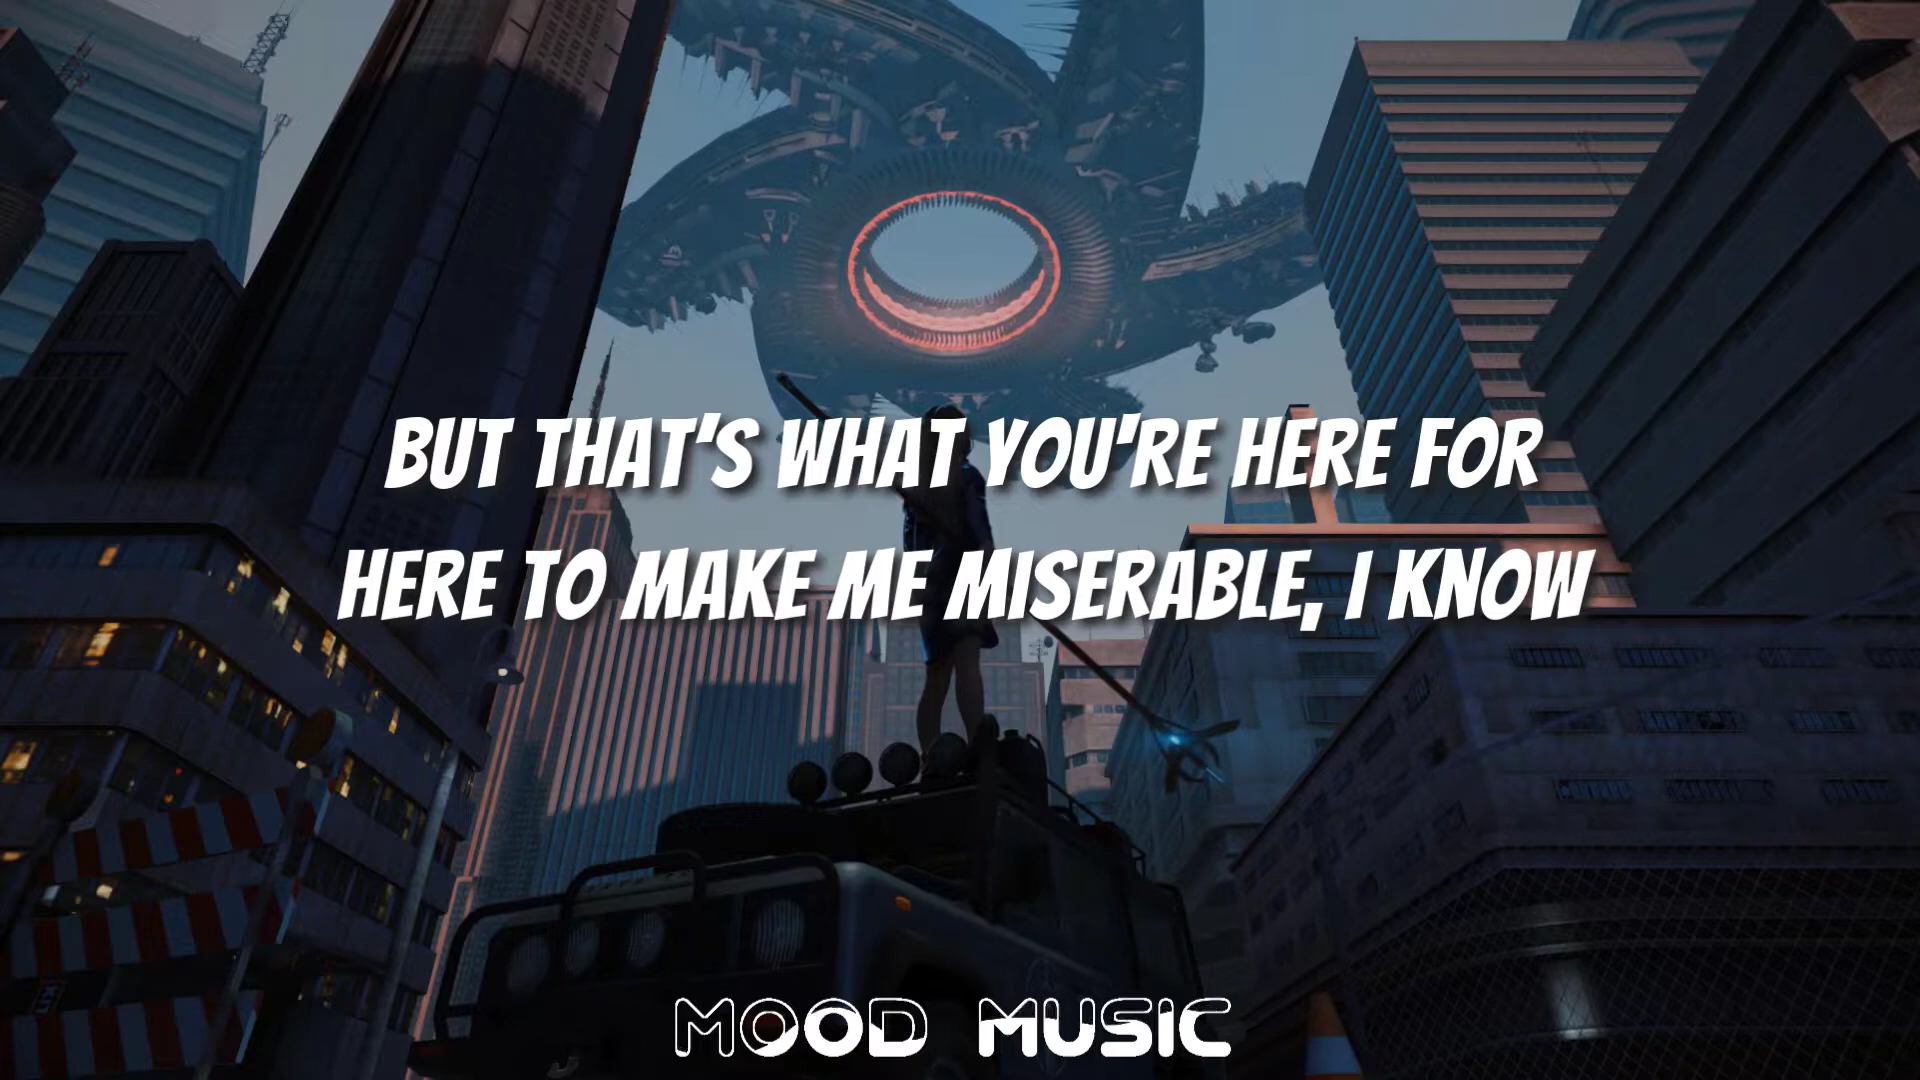 BUT THAT'S WHAT YOU'RE HERE FOR
HERE TO MAKE ME MISERABLE, I KNOW
MOOD MUSIC